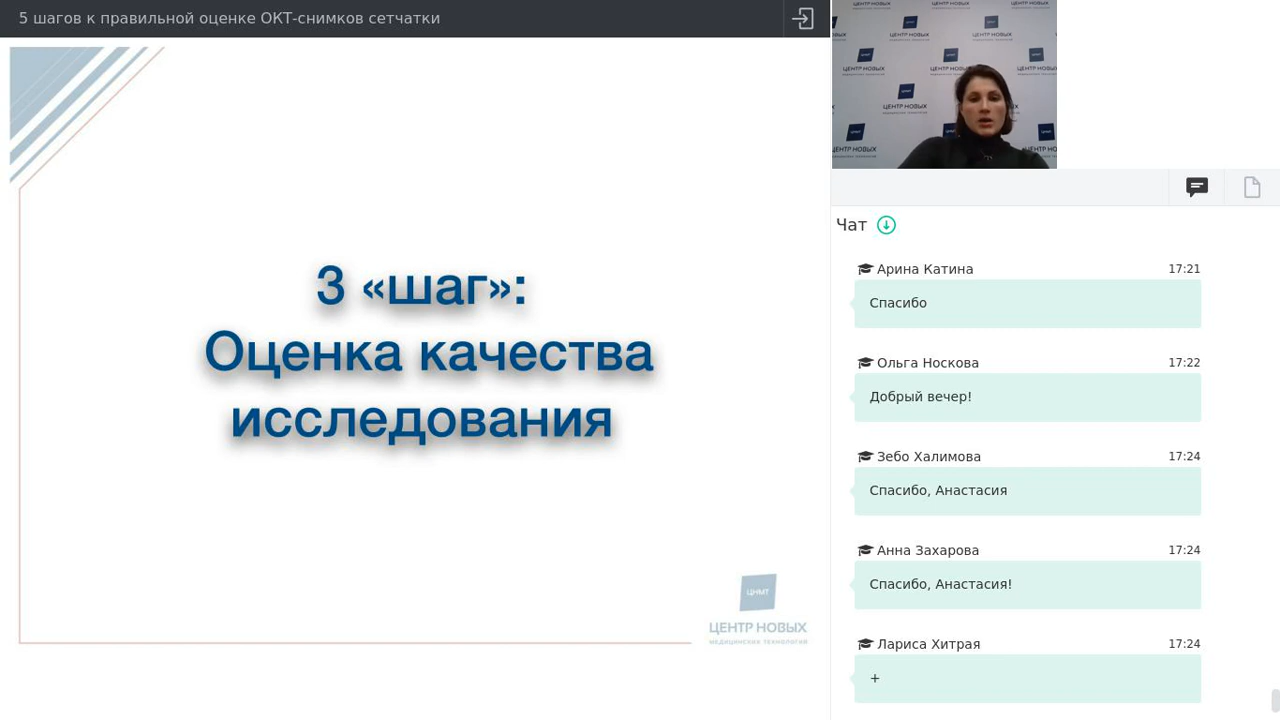 5 шагов к правильной оценке ОКТ-снимков сетчатки
3 «шаг»:
Оценка качества
исследования
ЦНМТ
ЦЕНТР НОВЫХ
МЕДИЦИНСКИХ ТЕХНОЛОГИЙ
ЦЕНТР НОВЫХ
Чат
Арина Катина 17:21
Спасибо
Ольга Носкова 17:22
Добрый вечер!
Зебо Халимова 17:24
Спасибо, Анастасия
Анна Захарова 17:24
Спасибо, Анастасия!
Лариса Хитрая 17:24
+